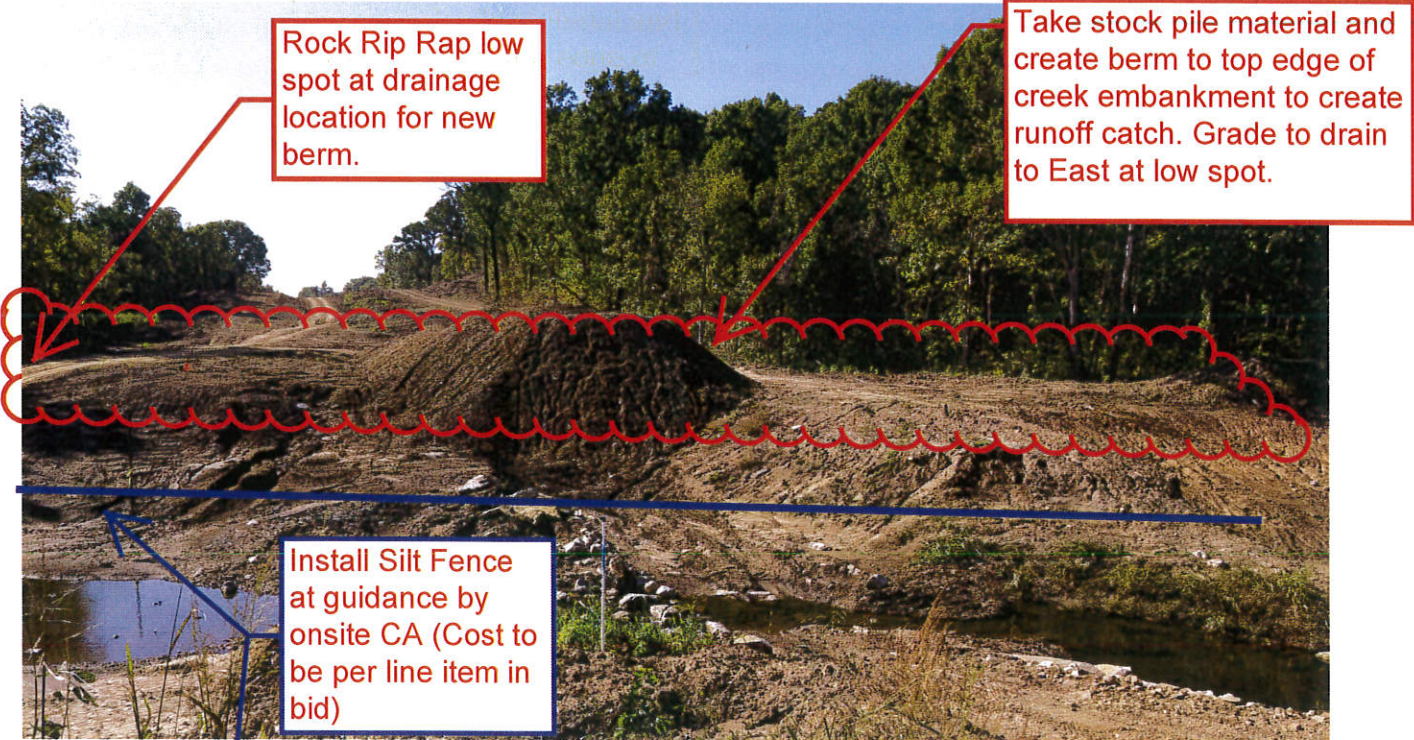 Rock Rip Rap low
spot at drainage
location for new
berm.
Take stock pile material and
create berm to top edge of
creek embankment to create
runoff catch. Grade to drain
to East at low spot.
Install Silt Fence
at guidance by
onsite CA (Cost to
be per line item in
bid)